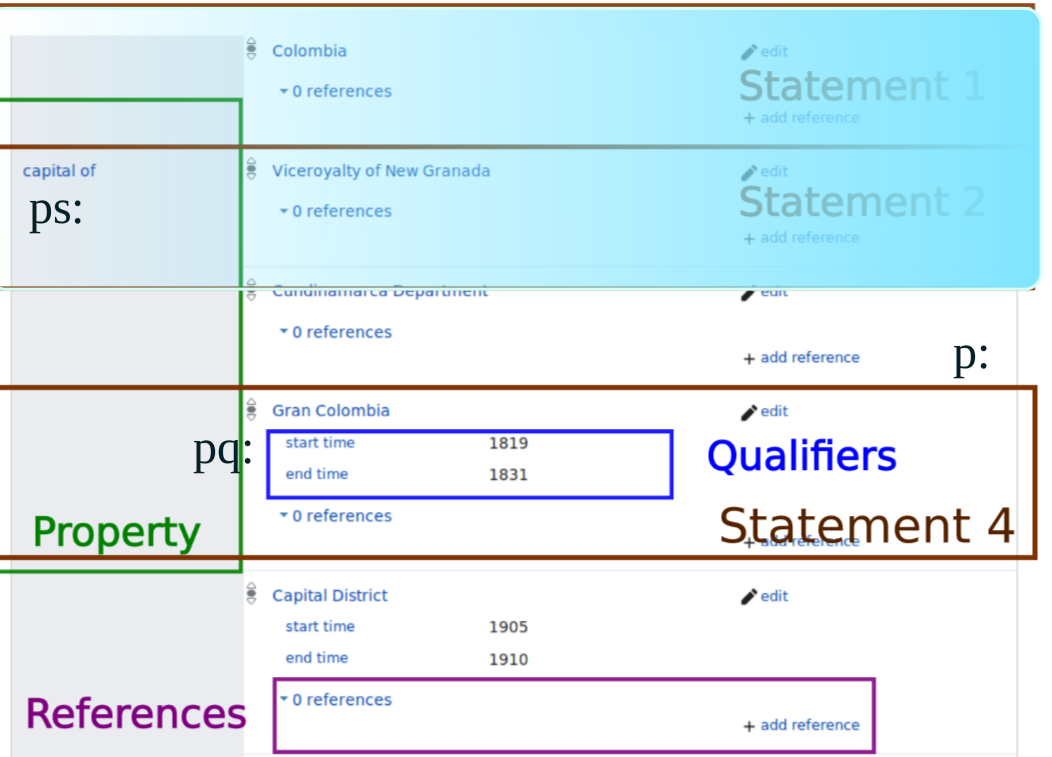 Colombia
edit
0 references
Statement 1
+ add reference
capital of
Viceroyalty of New Granada
edit
ps:
0 references
Statement 2
+ add reference
Cundinamarca Department
edit
0 references
+ add reference
p:
Gran Colombia
edit
pq:
start time 1819
Qualifiers
end time 1831
0 references
Property
Statement 4
+ add reference
Capital District
edit
start time 1905
end time 1910
0 references
References
+ add reference